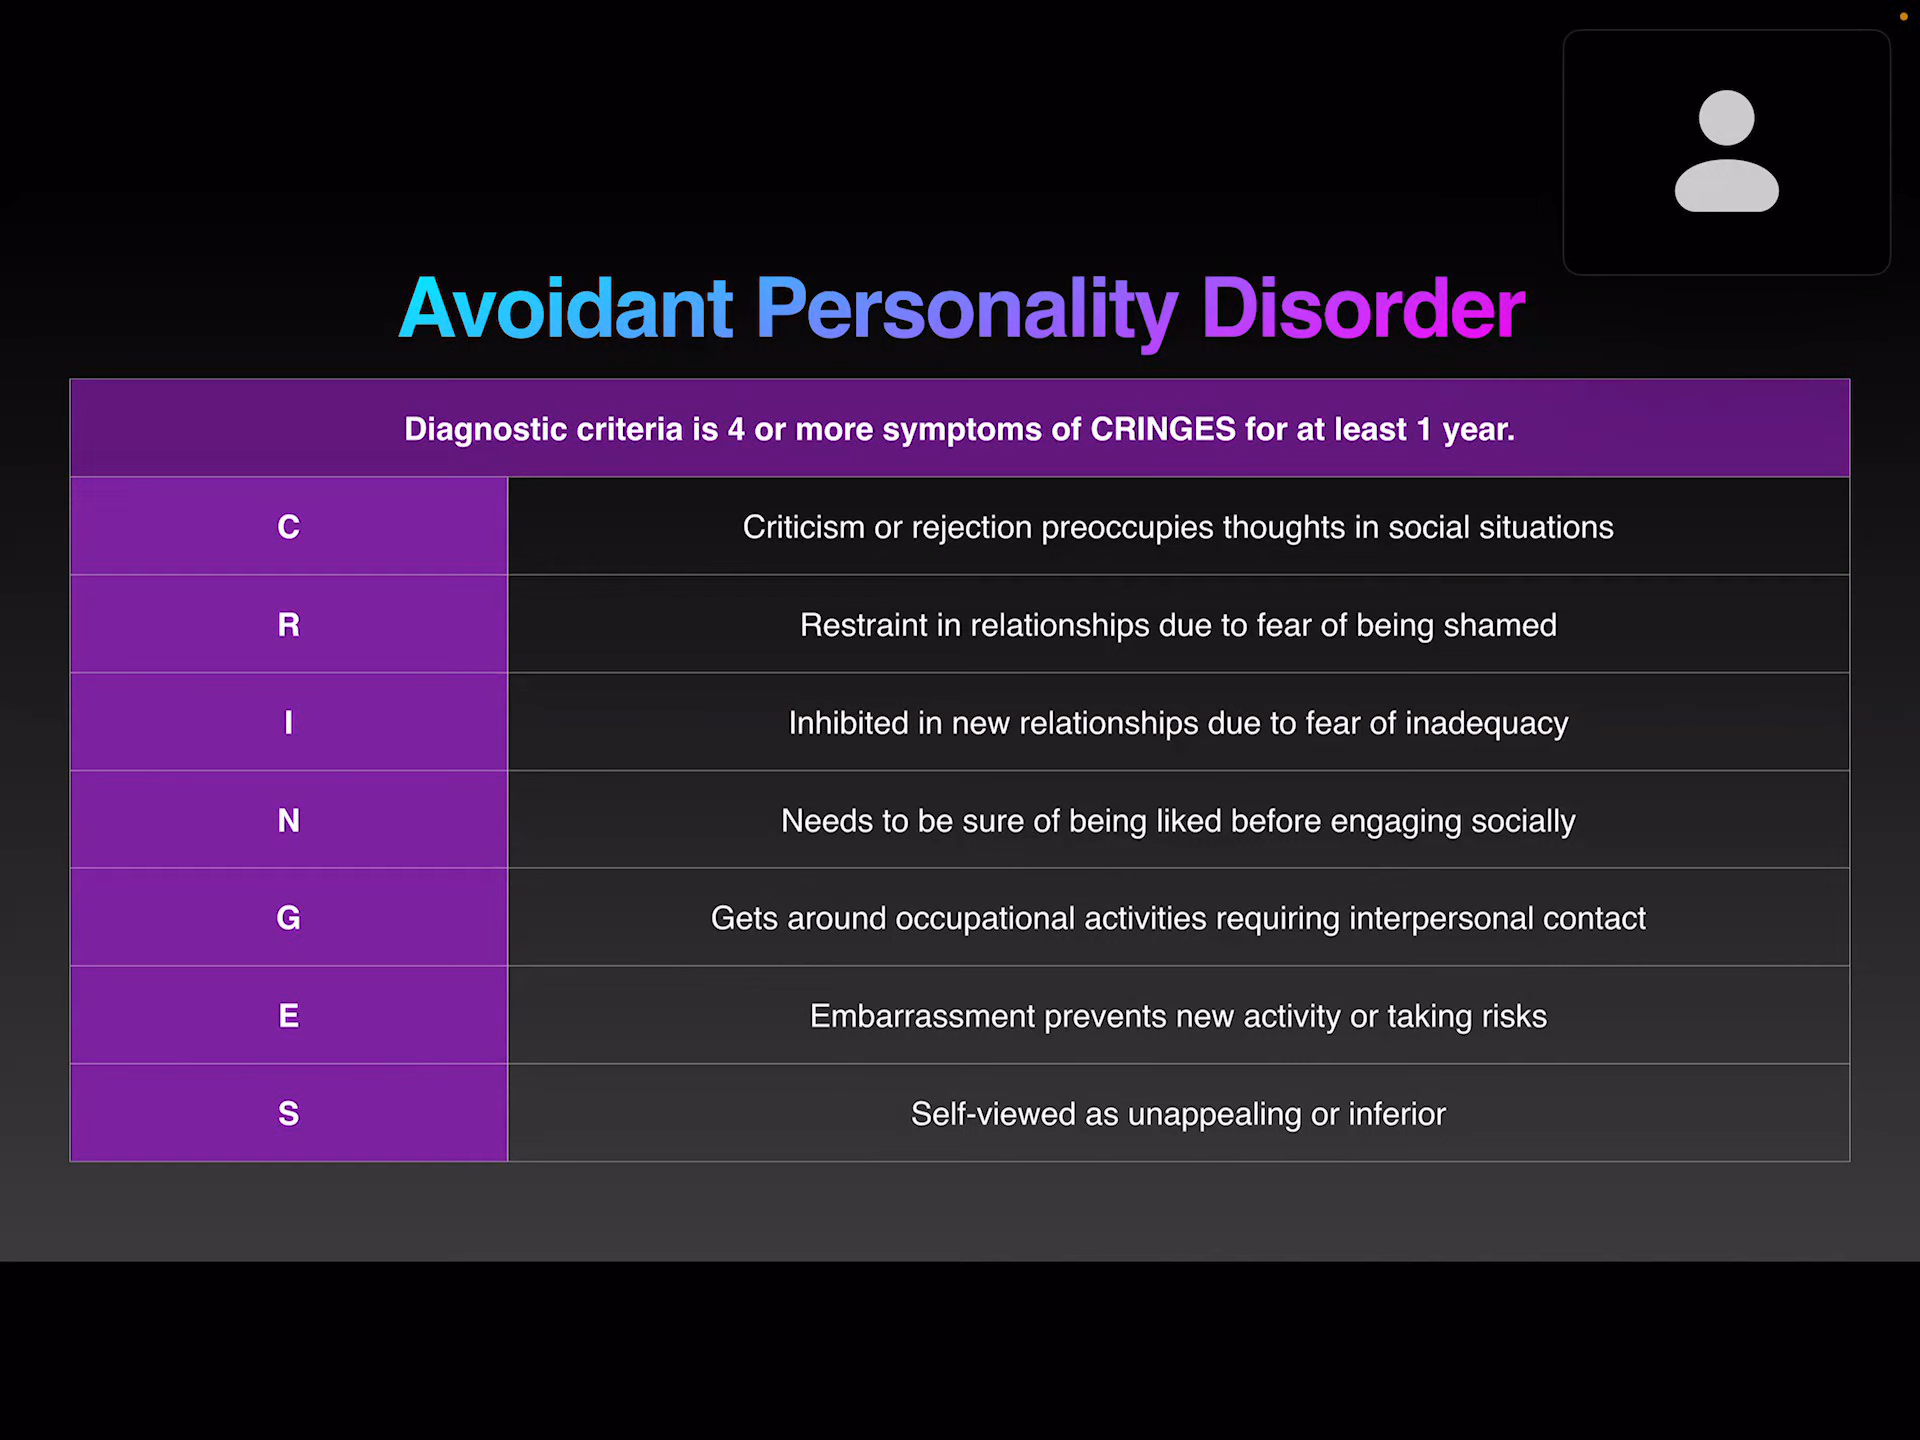 Avoidant Personality Disorder
Diagnostic criteria is 4 or more symptoms of CRINGES for at least 1 year.
C Criticism or rejection preoccupies thoughts in social situations
R Restraint in relationships due to fear of being shamed
I Inhibited in new relationships due to fear of inadequacy
N Needs to be sure of being liked before engaging socially
G Gets around occupational activities requiring interpersonal contact
E Embarrassment prevents new activity or taking risks
S Self-viewed as unappealing or inferior